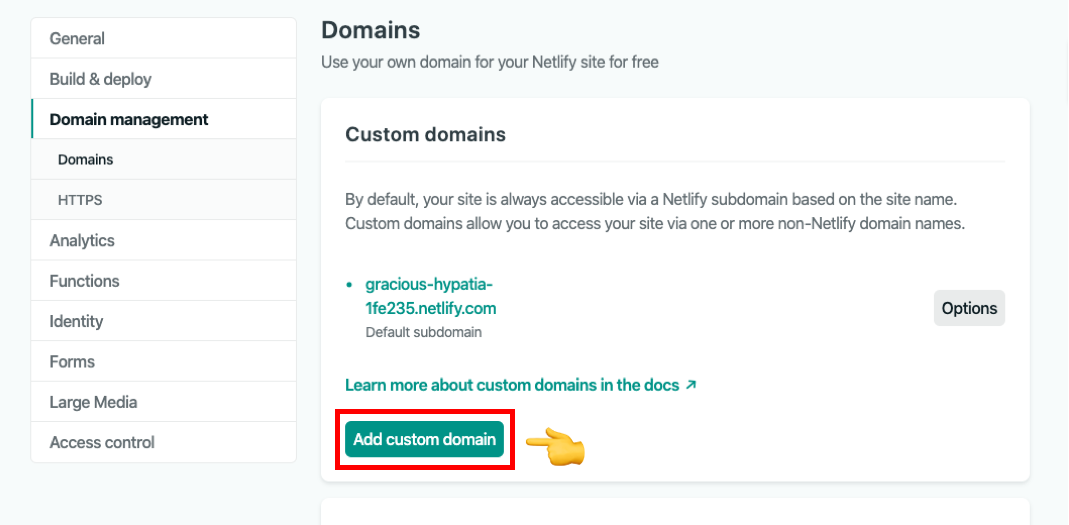 General
Build & deploy
Domain management
Domains
HTTPS
Analytics
Functions
Identity
Forms
Large Media
Access control
Domains
Use your own domain for your Netlify site for free
Custom domains
By default, your site is always accessible via a Netlify subdomain based on the site name.
Custom domains allow you to access your site via one or more non-Netlify domain names.
gracious-hypatia-
1fe235.netlify.com
Default subdomain
Options
Learn more about custom domains in the docs ↗
Add custom domain